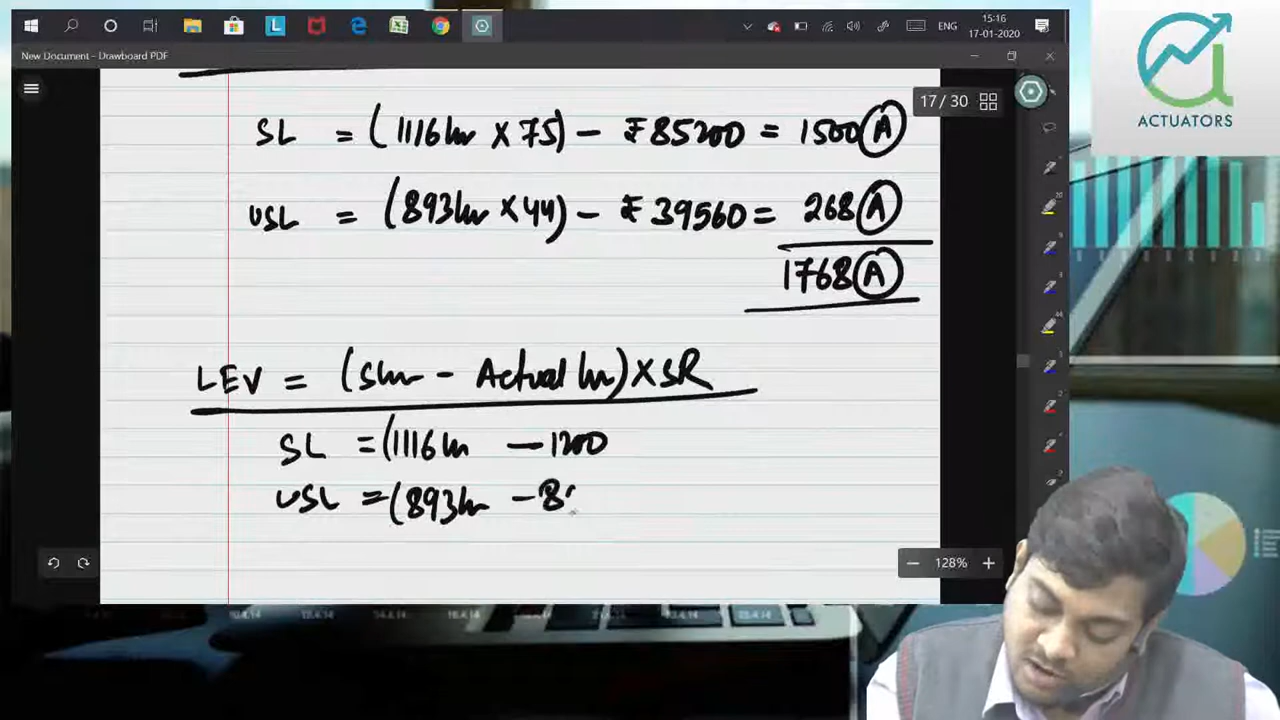 15:16
ENG
17-01-2020
New Document - Drawboard PDF
17 / 30
ACTUATORS
SL = (1116hr X 75) - ₹85200 = 1500 A
USL = (893hr X 44) - ₹39560 = 268 A
1768 A
LEV = (Shr - Actual hr) X SR
SL = (1116hr - 1200
USL = (893hr - 8
128%